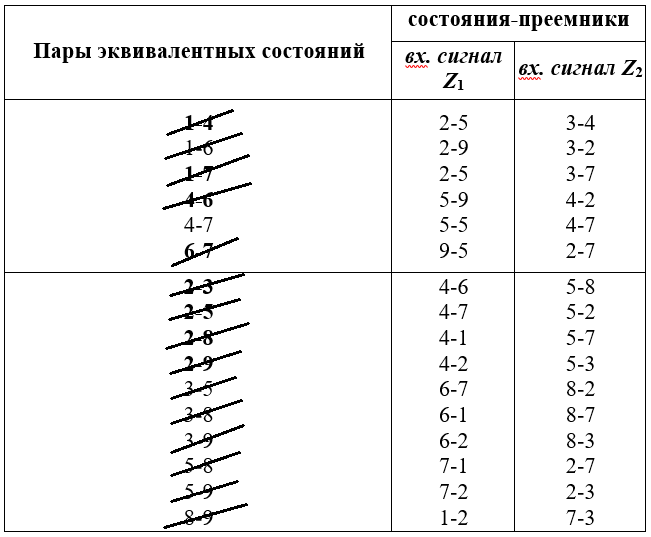 Пары эквивалентных состояний состояния-преемники
вх. сигнал Z1 вх. сигнал Z2
1-4 2-5 3-4
1-6 2-9 3-2
1-7 2-5 3-7
4-6 5-9 4-2
4-7 5-5 4-7
6-7 9-5 2-7
2-3 4-6 5-8
2-5 4-7 5-2
2-8 4-1 5-7
2-9 4-2 5-3
3-5 6-7 8-2
3-8 6-1 8-7
3-9 6-2 8-3
5-8 7-1 2-7
5-9 7-2 2-3
8-9 1-2 7-3